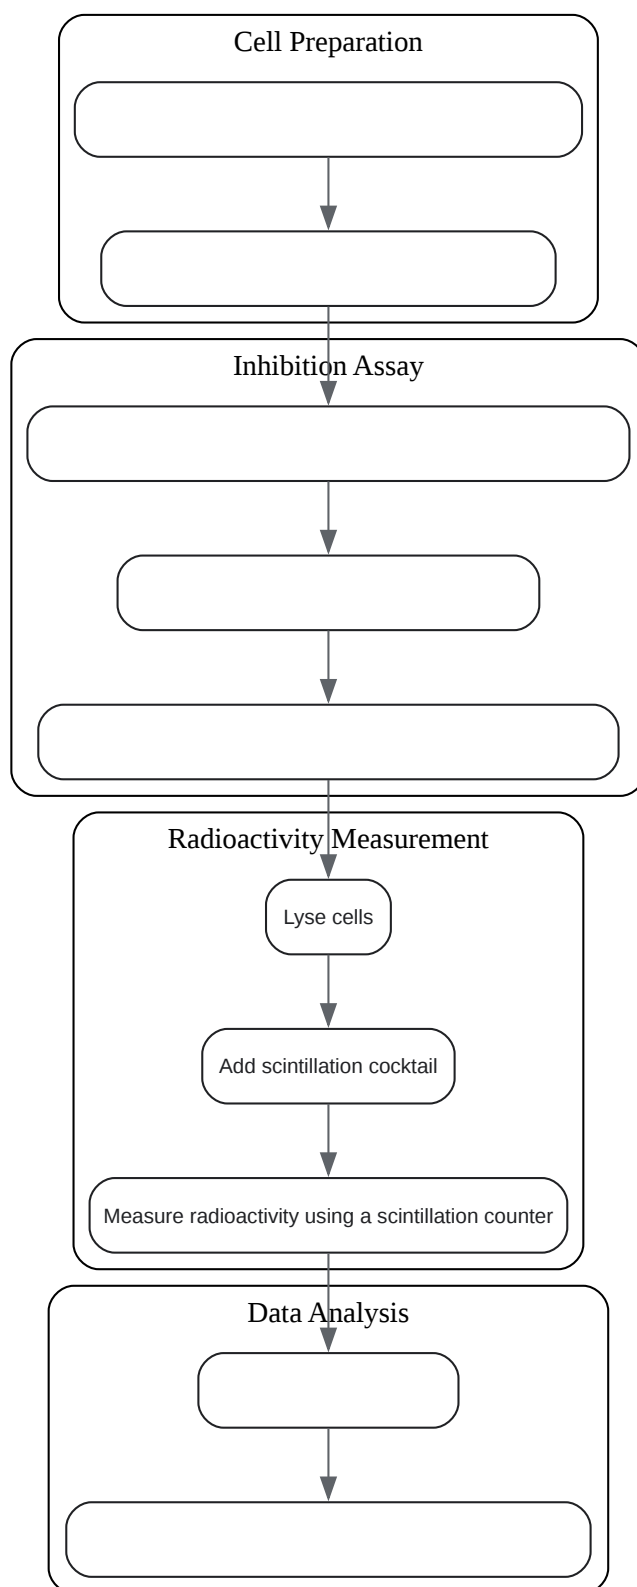 Cell Preparation
Inhibition Assay
Radioactivity Measurement
Lyse cells
Add scintillation cocktail
Measure radioactivity using a scintillation counter
Data Analysis